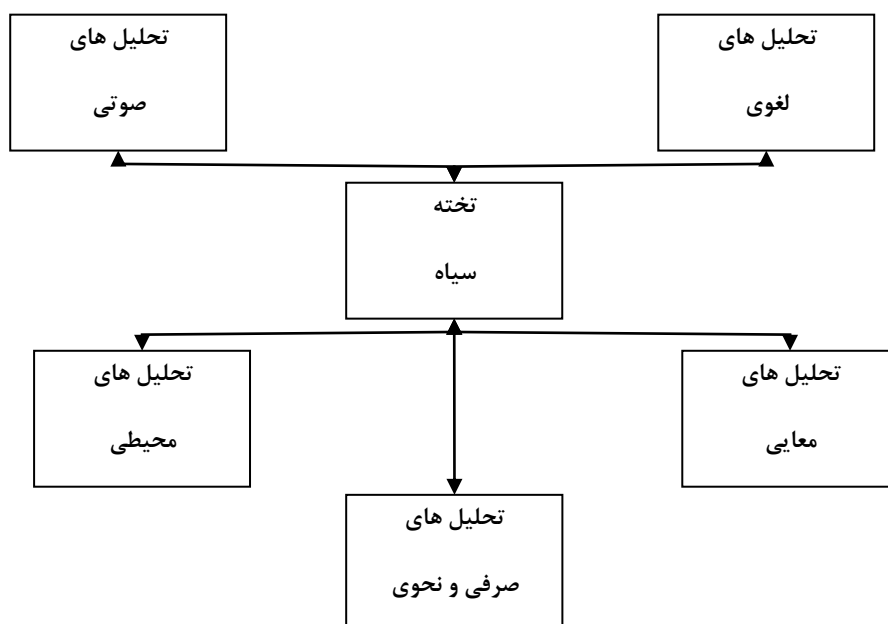 تحلیل های
لغوی
تحلیل های
صوتی
تخته
سیاه
تحلیل های
معایی
تحلیل های
محیطی
تحلیل های
صرفی و نحوی